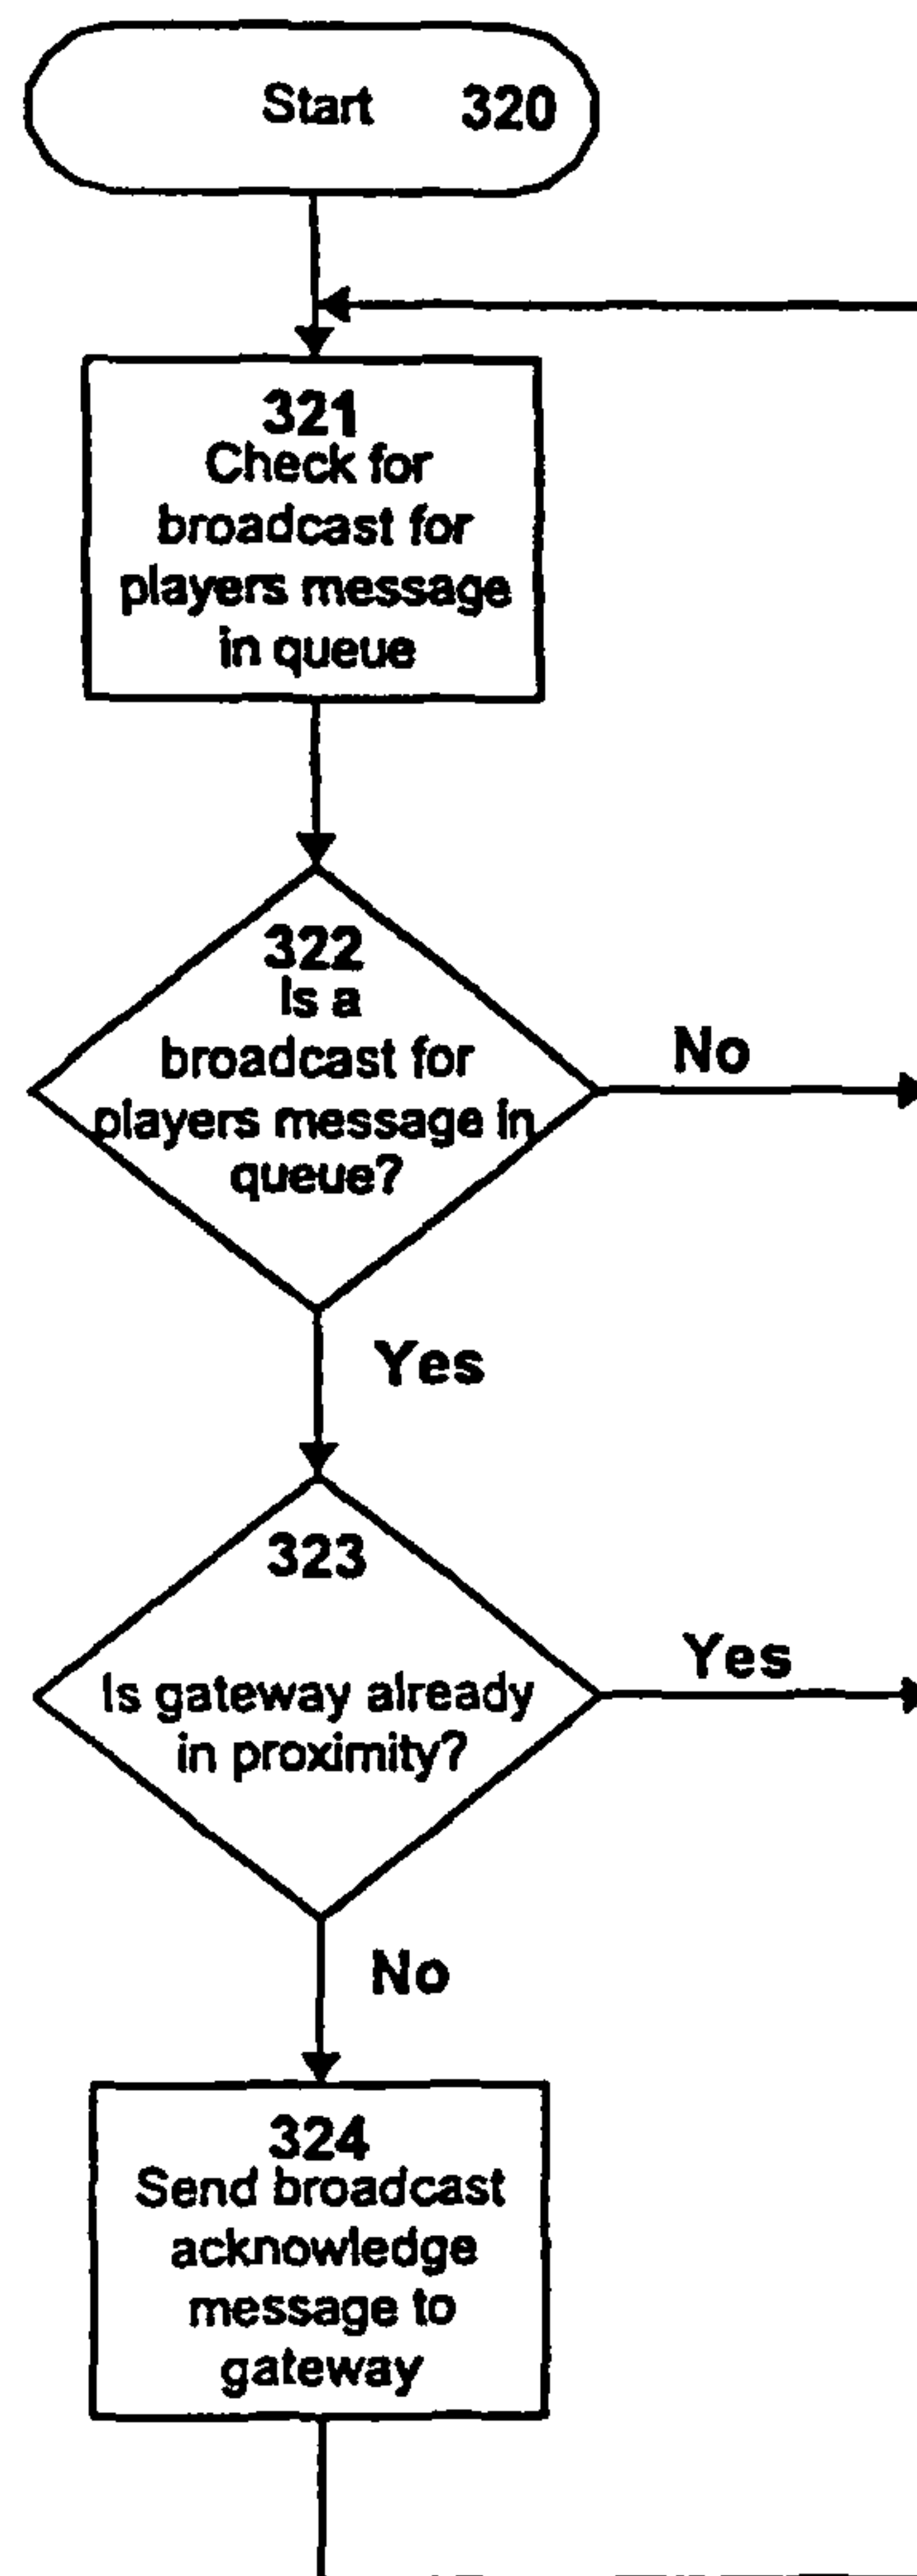 Start 320
321
Check for
broadcast for
players message
in queue
322
Is a
broadcast for
players message in
queue?
No
Yes
323
Is gateway already
in proximity?
Yes
No
324
Send broadcast
acknowledge
message to
gateway